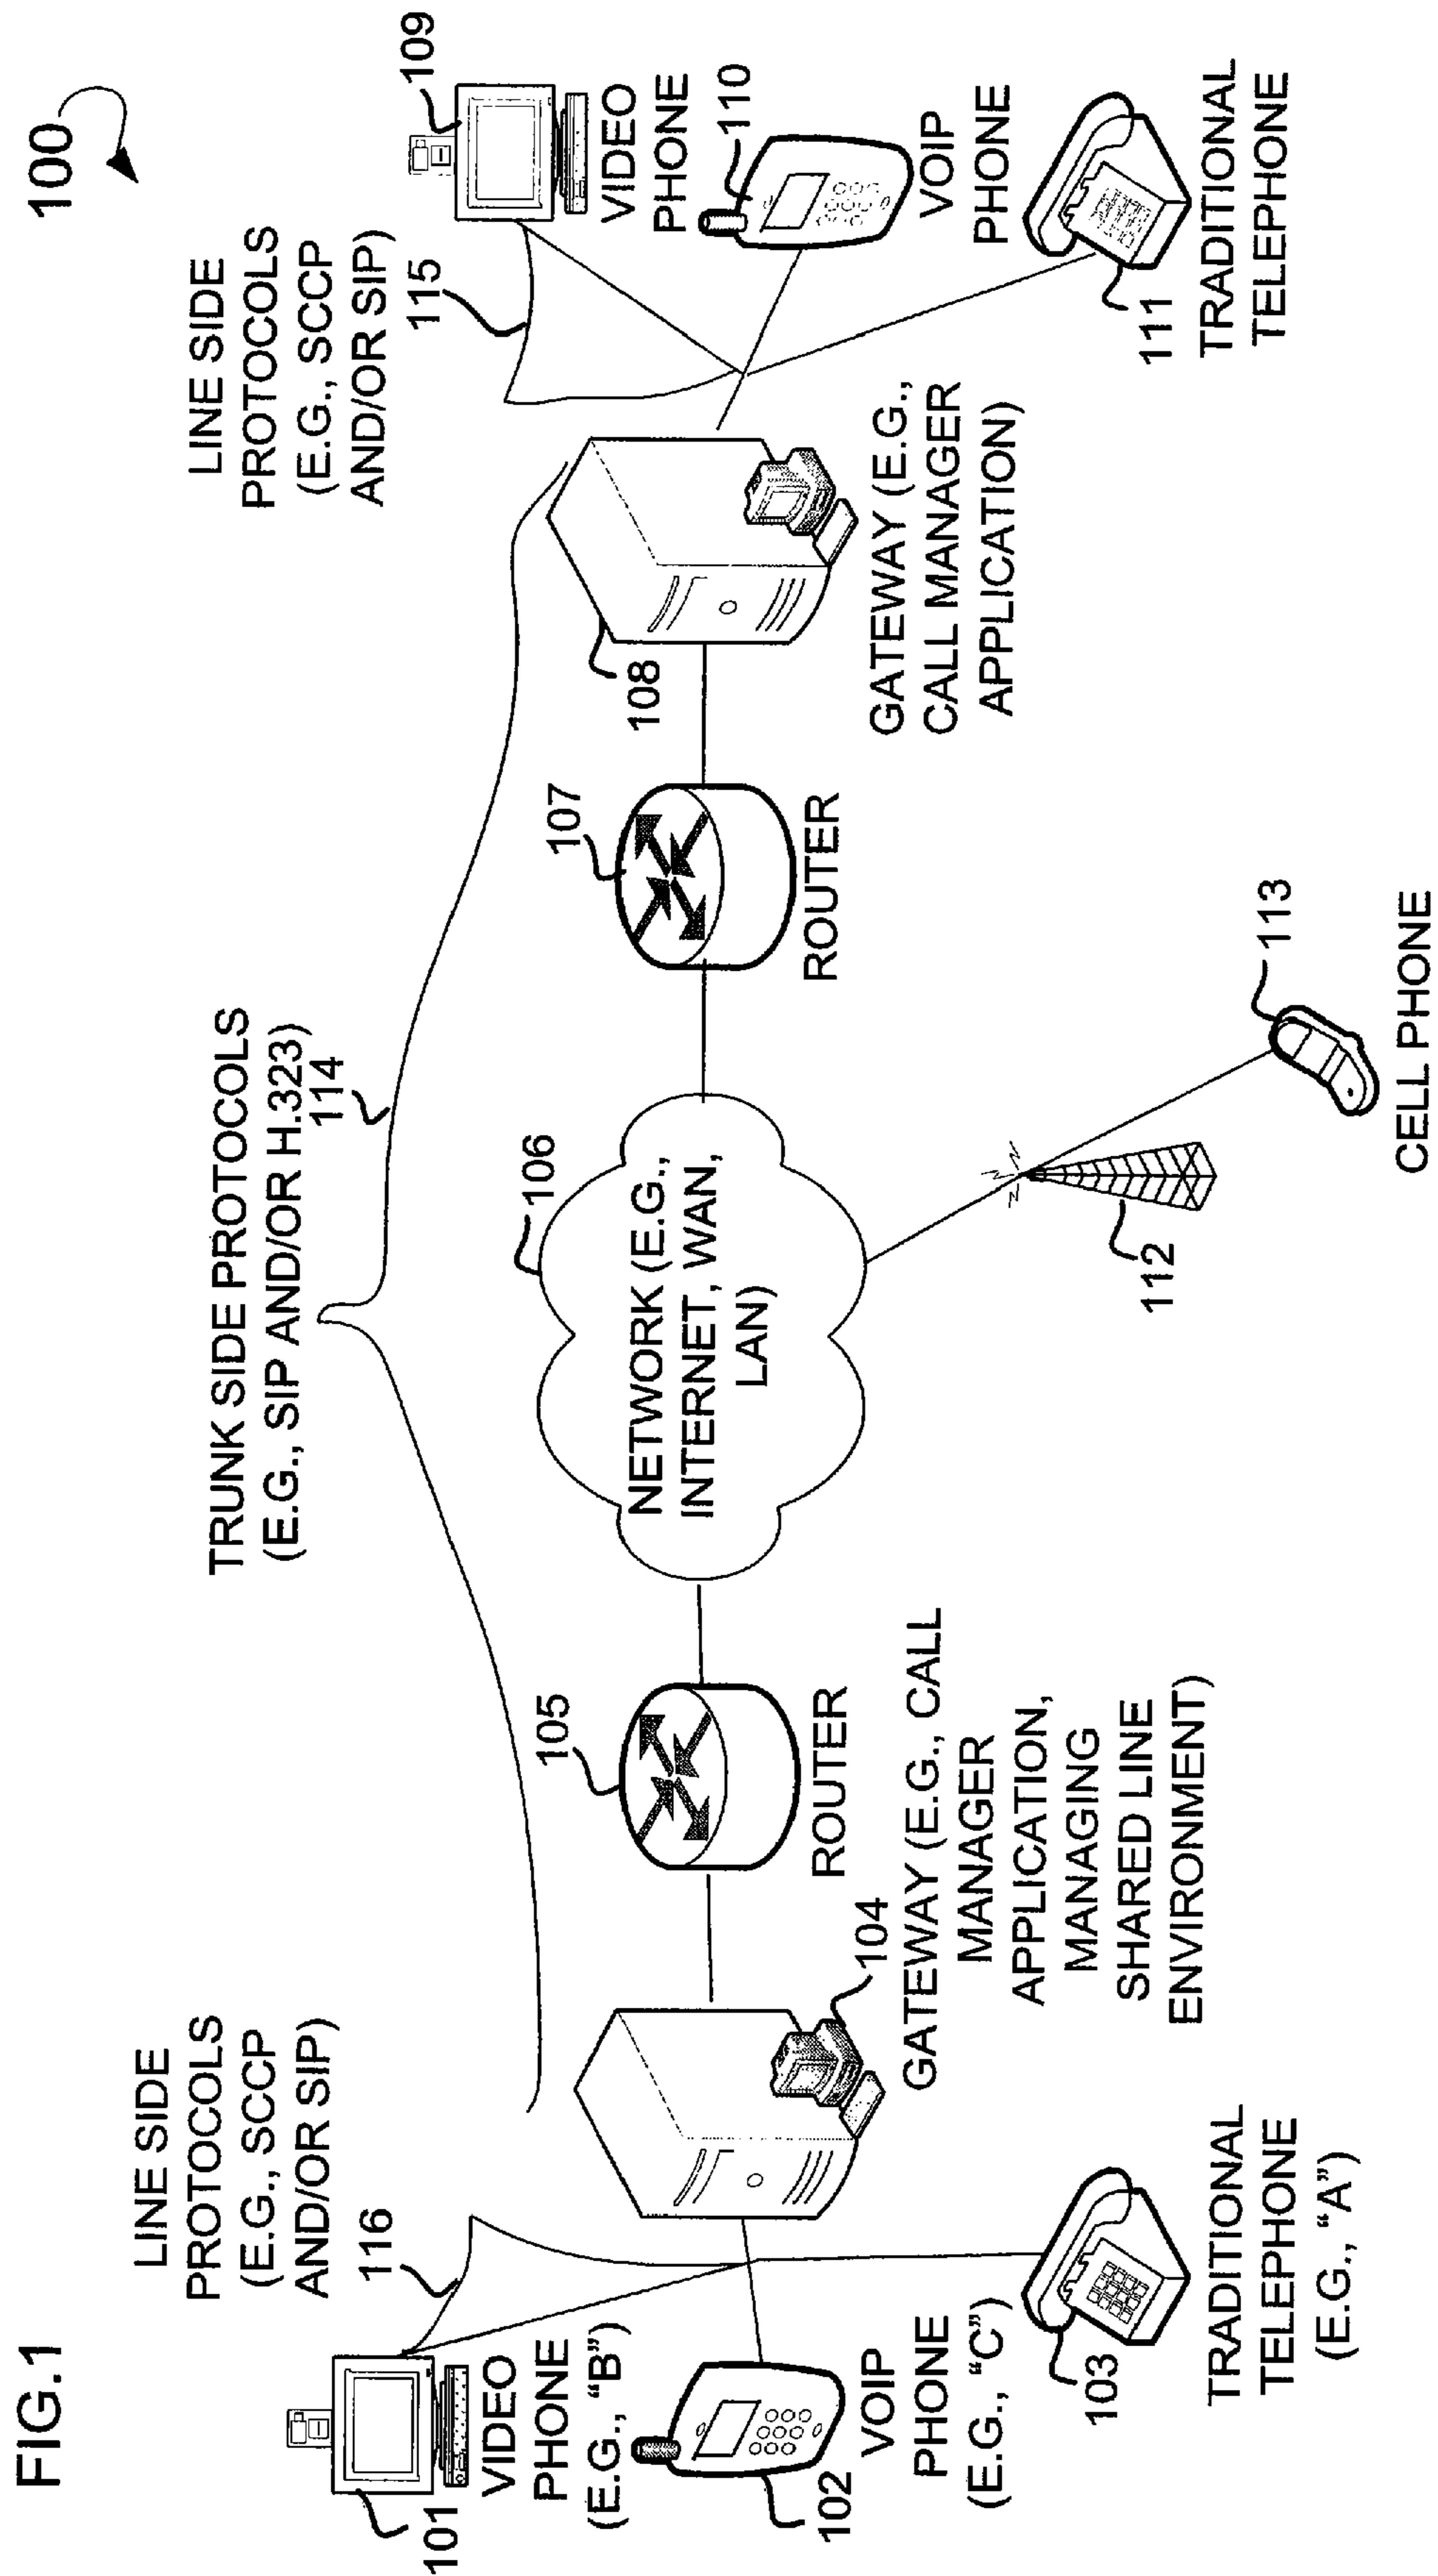 FIG.1
100
LINE SIDE
PROTOCOLS
(E.G., SCCP
AND/OR SIP)
116
TRUNK SIDE PROTOCOLS
(E.G., SIP AND/OR H.323)
114
LINE SIDE
PROTOCOLS
(E.G., SCCP
AND/OR SIP)
115
101
VIDEO
PHONE
(E.G., “B”)
102
VOIP
PHONE
(E.G., “C”)
103
TRADITIONAL
TELEPHONE
(E.G., “A”)
104
GATEWAY (E.G., CALL
MANAGER
APPLICATION,
MANAGING
SHARED LINE
ENVIRONMENT)
105
ROUTER
106
NETWORK (E.G.,
INTERNET, WAN,
LAN)
107
ROUTER
108
GATEWAY (E.G.,
CALL MANAGER
APPLICATION)
109
VIDEO
PHONE
110
VOIP
PHONE
111
TRADITIONAL
TELEPHONE
112
113
CELL PHONE